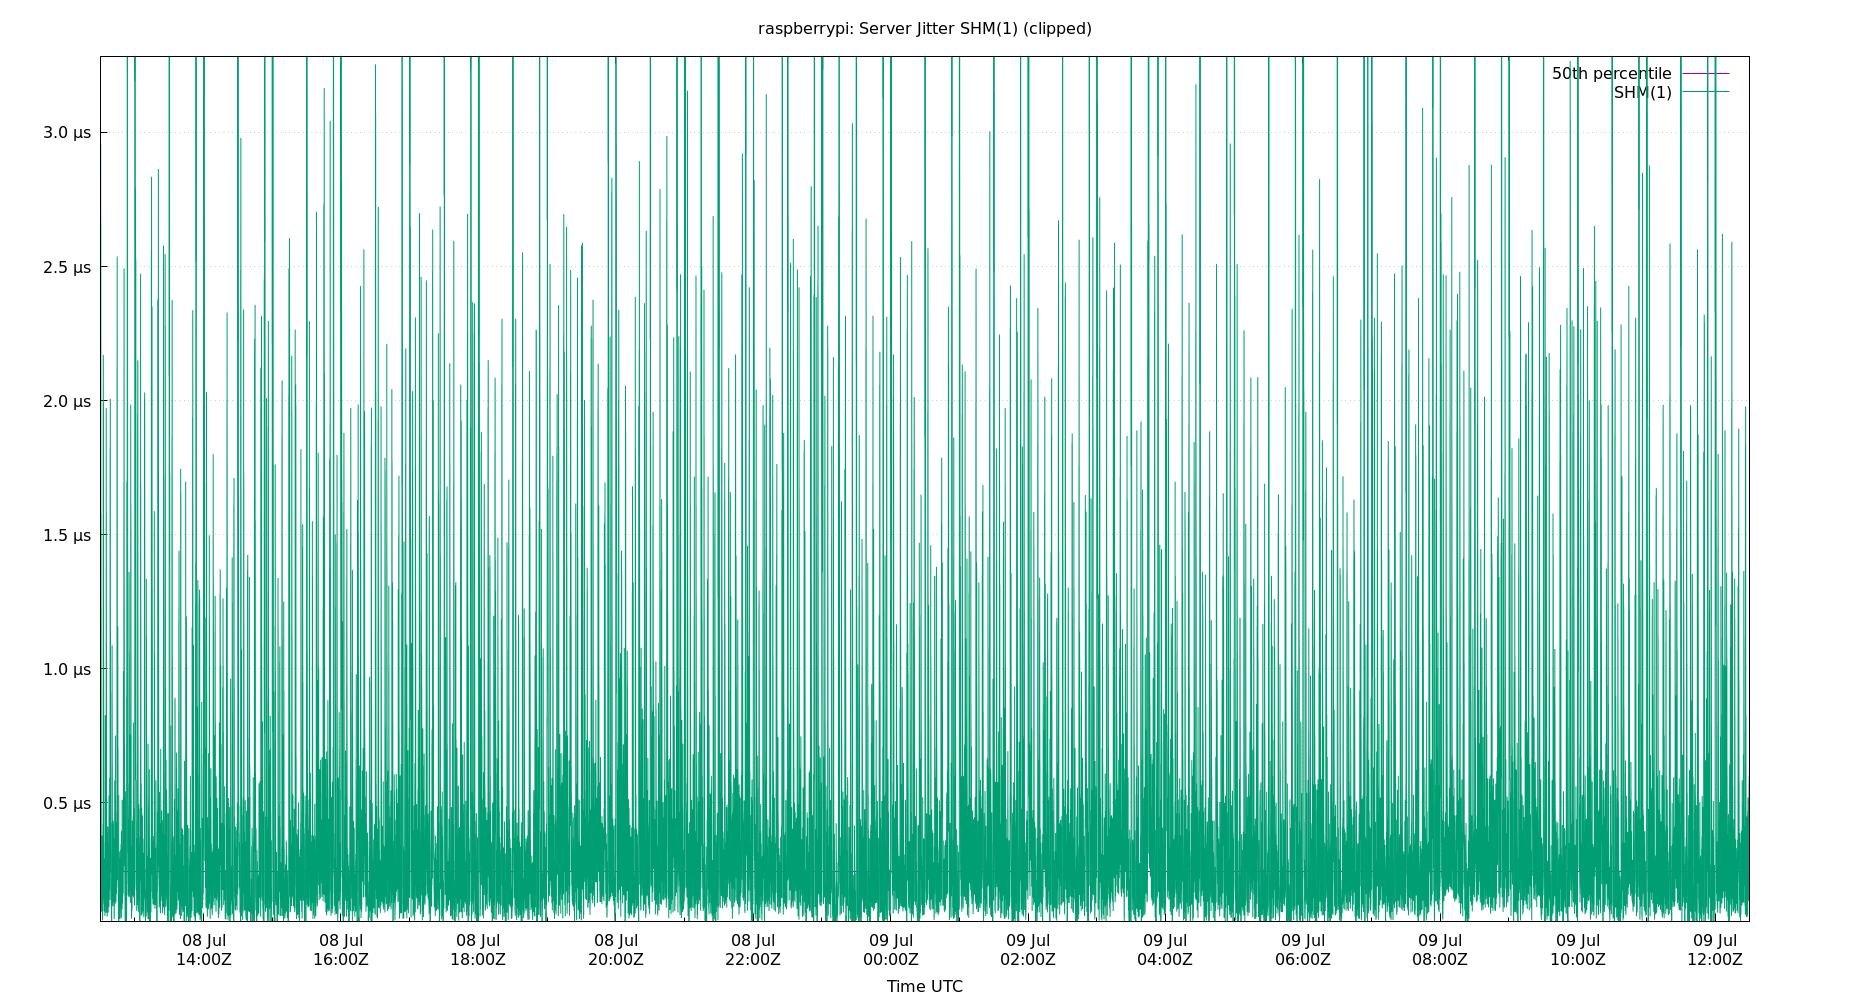 raspberrypi: Server Jitter SHM(1) (clipped)
50th percentile
SHM(1)
3.0 μs
2.5 μs
2.0 μs
1.5 μs
1.0 μs
0.5 μs
08 Jul 08 Jul 08 Jul 08 Jul 08 Jul 09 Jul 09 Jul 09 Jul 09 Jul 09 Jul 09 Jul 09 Jul
14:00Z 16:00Z 18:00Z 20:00Z 22:00Z 00:00Z 02:00Z 04:00Z 06:00Z 08:00Z 10:00Z 12:00Z
Time UTC